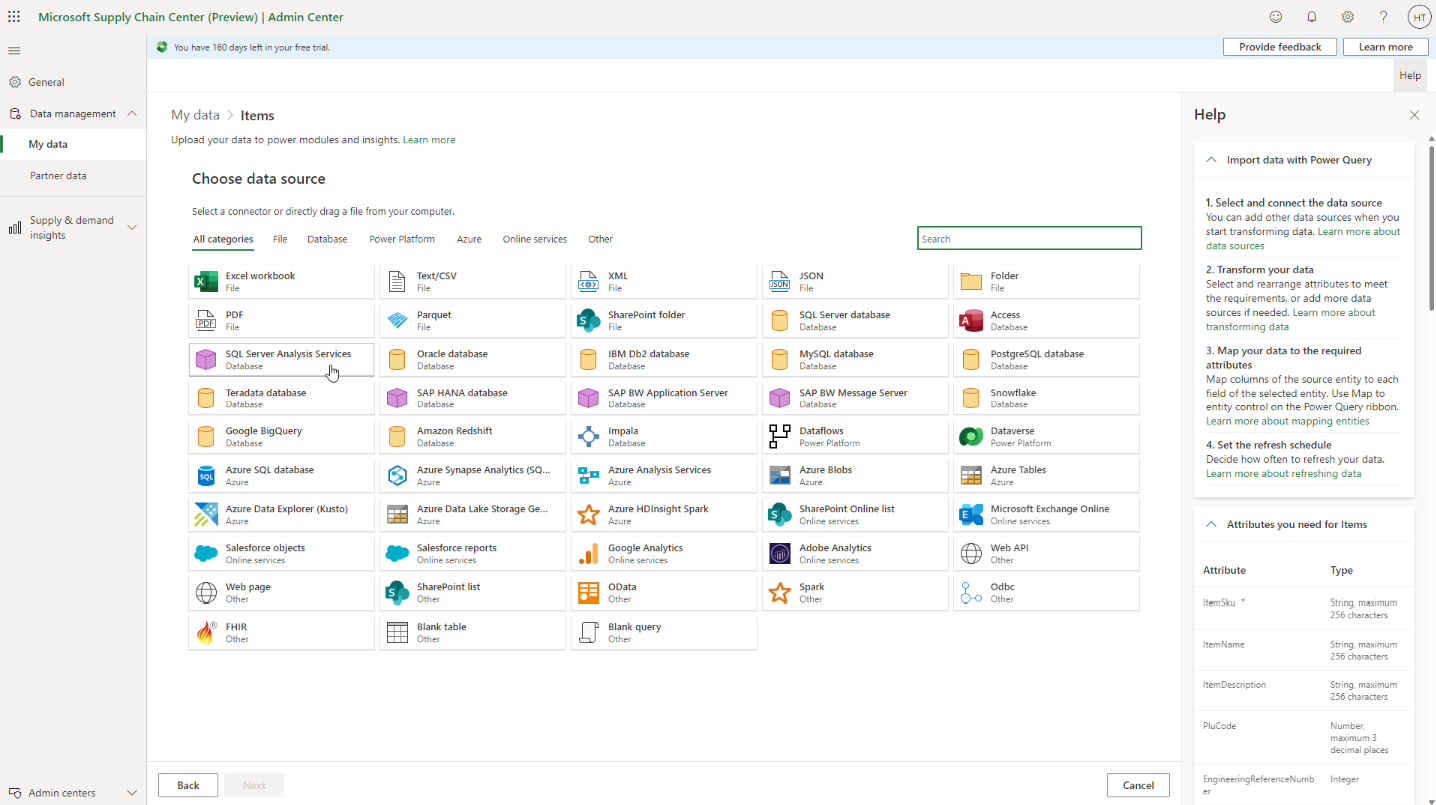 Microsoft Supply Chain Center (Preview) | Admin Center
HT
You have 160 days left in your free trial.
Provide feedback
Learn more
Help
General
Data management
My data
Partner data
Supply & demand
insights
Admin centers
My data > Items
Upload your data to power modules and insights. Learn more
Choose data source
Select a connector or directly drag a file from your computer.
All categories
File
Database
Power Platform
Azure
Online services
Other
Search
Excel workbook
File
Text/CSV
File
XML
File
JSON
JSON
File
Folder
File
PDF
PDF
File
Parquet
File
SharePoint folder
File
SQL Server database
Database
Access
Database
SQL Server Analysis Services
Database
Oracle database
Database
IBM Db2 database
Database
MySQL database
Database
PostgreSQL database
Database
Teradata database
Database
SAP HANA database
Database
SAP BW Application Server
Database
SAP BW Message Server
Database
Snowflake
Database
Google BigQuery
Database
Amazon Redshift
Database
Impala
Database
Dataflows
Power Platform
Dataverse
Power Platform
SQL
Azure SQL database
Azure
Azure Synapse Analytics (SQ...
Azure
Azure Analysis Services
Azure
Azure Blobs
Azure
Azure Tables
Azure
Azure Data Explorer (Kusto)
Azure
Azure Data Lake Storage Ge...
Azure
Azure HDInsight Spark
Azure
SharePoint Online list
Online services
Microsoft Exchange Online
Online services
Salesforce objects
Online services
Salesforce reports
Online services
Google Analytics
Online services
Adobe Analytics
Online services
Web API
Other
Web page
Other
SharePoint list
Other
OData
Other
Spark
Other
Odbc
Other
FHIR
Other
Blank table
Other
Blank query
Other
Back
Next
Cancel
Help
Import data with Power Query
1. Select and connect the data source
You can add other data sources when you
start transforming data. Learn more about
data sources
2. Transform your data
Select and rearrange attributes to meet
the requirements, or add more data
sources if needed. Learn more about
transforming data
3. Map your data to the required
attributes
Map columns of the source entity to each
field of the selected entity. Use Map to
entity control on the Power Query ribbon.
Learn more about mapping entities
4. Set the refresh schedule
Decide how often to refresh your data.
Learn more about refreshing data
Attributes you need for Items
Attribute Type
ItemSku * String, maximum
256 characters
ItemName String, maximum
256 characters
ItemDescription String, maximum
256 characters
PluCode Number,
maximum 3
decimal places
EngineeringReferenceNumb Integer
er